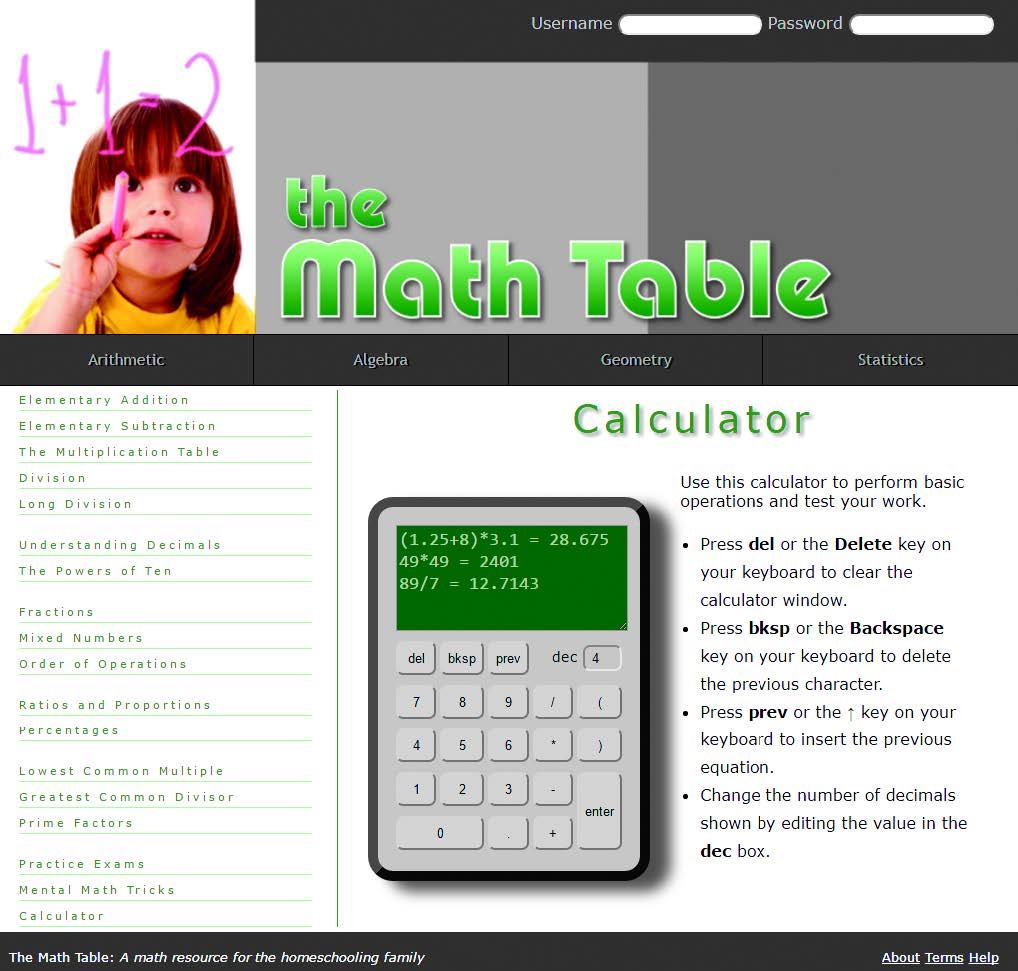 Username Password
1+1=2
the
Math Table
Arithmetic Algebra Geometry Statistics
Elementary Addition
Elementary Subtraction
The Multiplication Table
Division
Long Division
Understanding Decimals
The Powers of Ten
Fractions
Mixed Numbers
Order of Operations
Ratios and Proportions
Percentages
Lowest Common Multiple
Greatest Common Divisor
Prime Factors
Practice Exams
Mental Math Tricks
Calculator
Calculator
(1.25+8)*3.1 = 28.675
49*49 = 2401
89/7 = 12.7143
del bksp prev dec 4
7 8 9 / (
4 5 6 * )
1 2 3 -
enter
0 . +
Use this calculator to perform basic
operations and test your work.
• Press del or the Delete key on
your keyboard to clear the
calculator window.
• Press bksp or the Backspace
key on your keyboard to delete
the previous character.
• Press prev or the ↑ key on your
keyboard to insert the previous
equation.
• Change the number of decimals
shown by editing the value in the
dec box.
The Math Table: A math resource for the homeschooling family About Terms Help